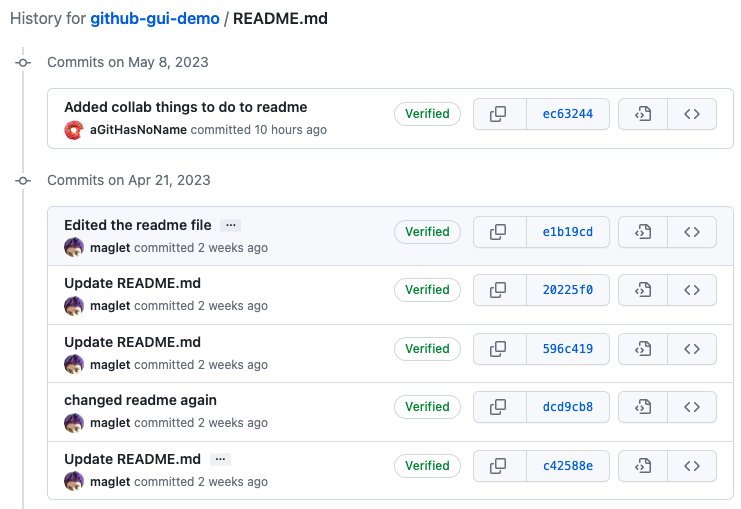 History for github-gui-demo / README.md
Commits on May 8, 2023
Added collab things to do to readme
aGitHasNoName committed 10 hours ago
Verified
ec63244
Commits on Apr 21, 2023
Edited the readme file ...
maglet committed 2 weeks ago
Verified
e1b19cd
Update README.md
maglet committed 2 weeks ago
Verified
20225f0
Update README.md
maglet committed 2 weeks ago
Verified
596c419
changed readme again
maglet committed 2 weeks ago
Verified
dcd9cb8
Update README.md ...
maglet committed 2 weeks ago
Verified
c42588e